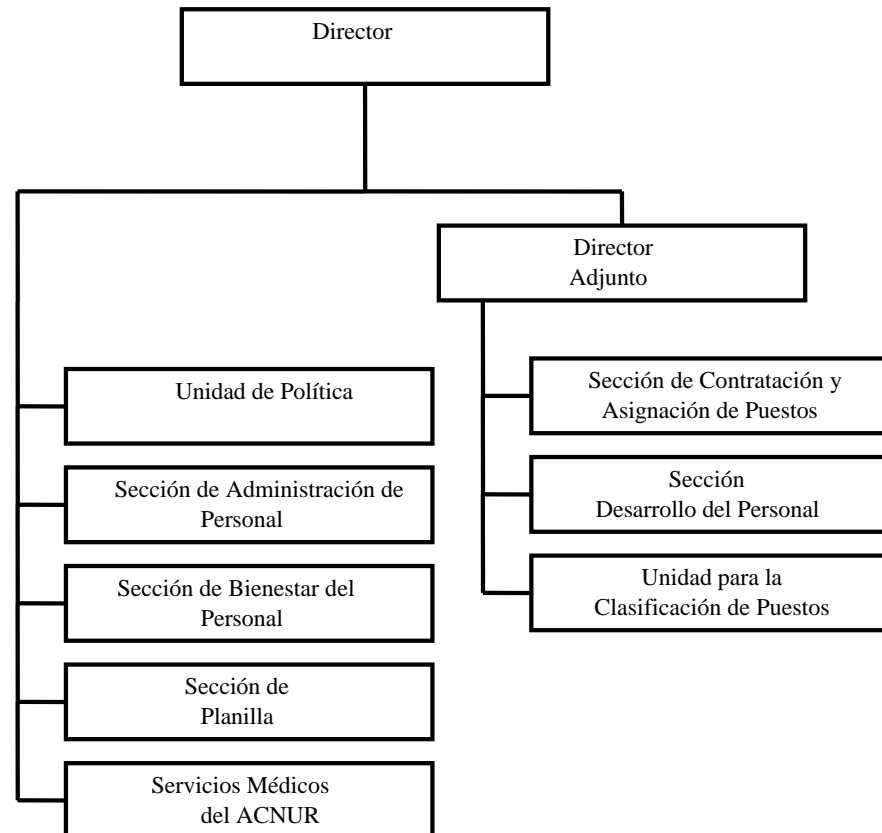 Director
Director
Adjunto
Unidad de Política
Sección de Administración de
Personal
Sección de Bienestar del
Personal
Sección de
Planilla
Servicios Médicos
del ACNUR
Sección de Contratación y
Asignación de Puestos
Sección
Desarrollo del Personal
Unidad para la
Clasificación de Puestos